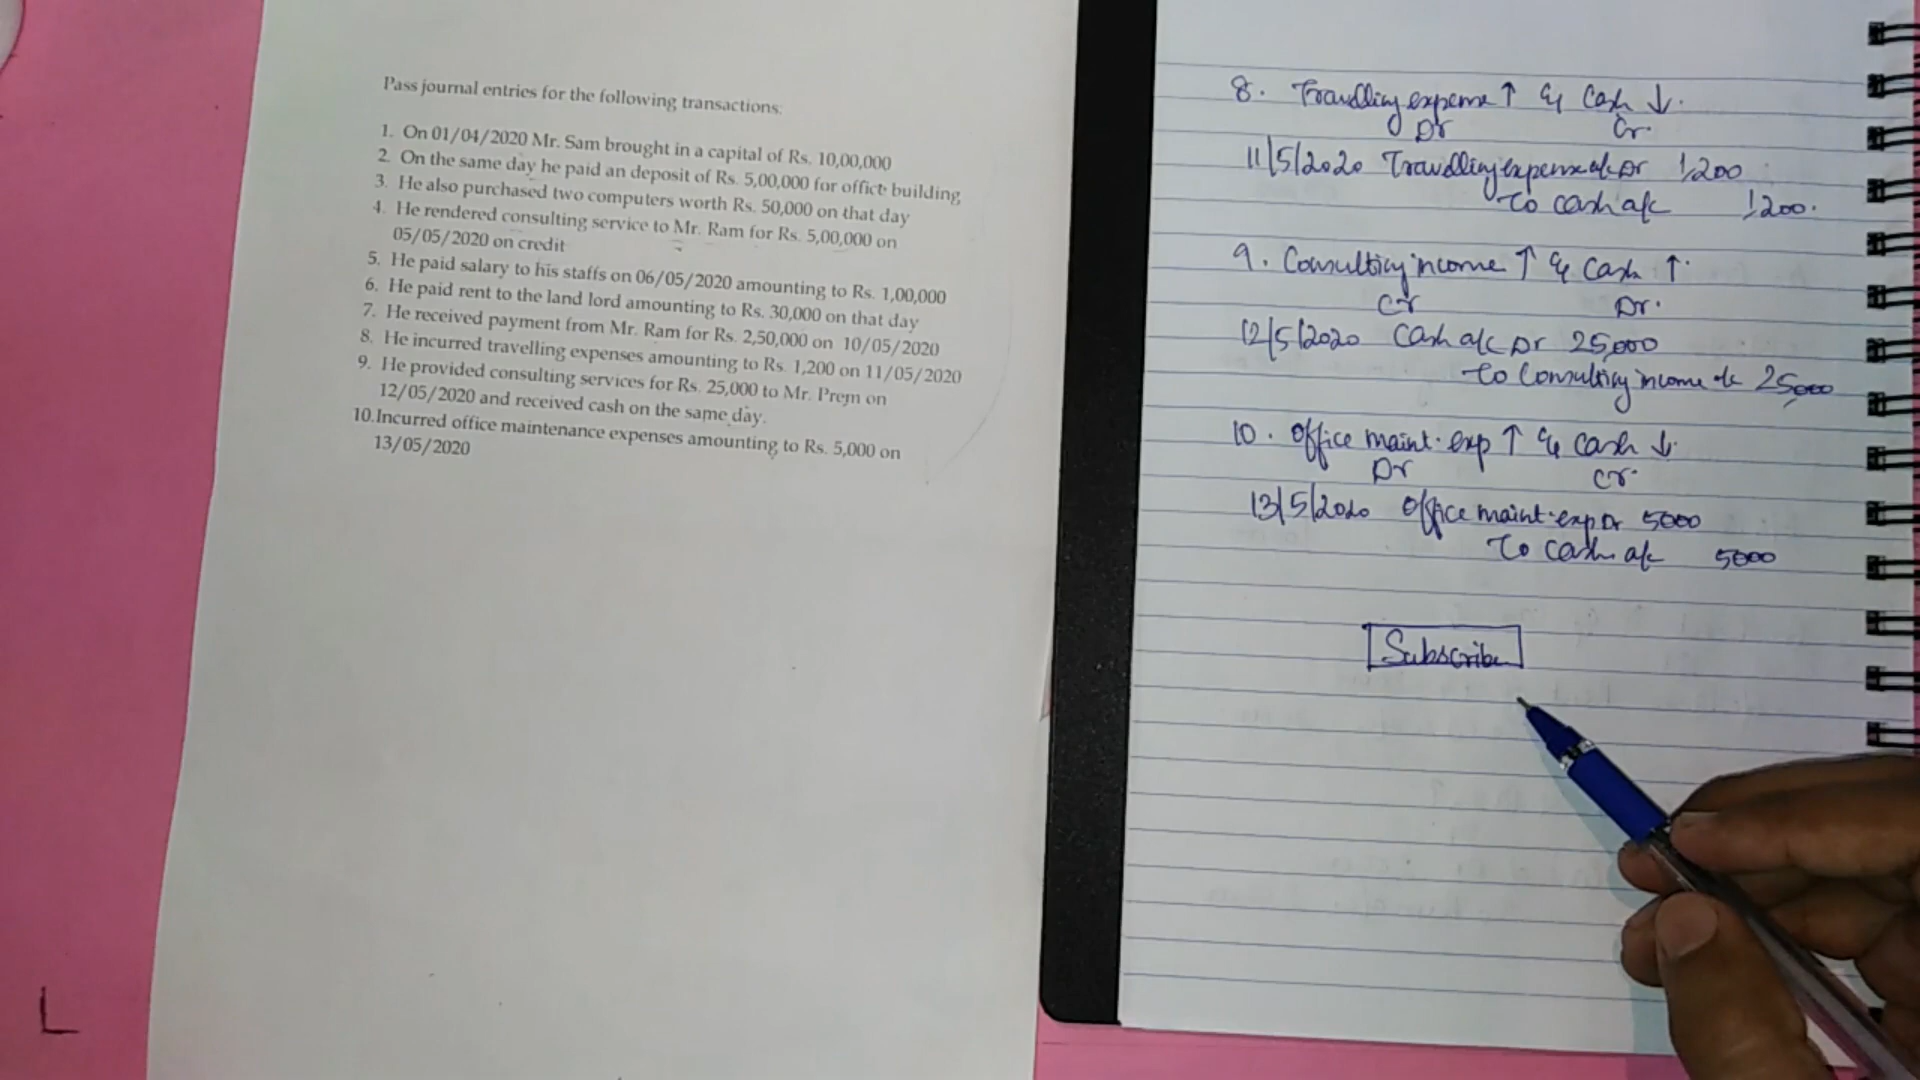 Pass journal entries for the following transactions:
1. On 01/04/2020 Mr. Sam brought in a capital of Rs. 10,00,000
2. On the same day he paid an deposit of Rs. 5,00,000 for office building
3. He also purchased two computers worth Rs. 50,000 on that day
4. He rendered consulting service to Mr. Ram for Rs. 5,00,000 on
05/05/2020 on credit
5. He paid salary to his staffs on 06/05/2020 amounting to Rs. 1,00,000
6. He paid rent to the land lord amounting to Rs. 30,000 on that day
7. He received payment from Mr. Ram for Rs. 2,50,000 on 10/05/2020
8. He incurred travelling expenses amounting to Rs. 1,200 on 11/05/2020
9. He provided consulting services for Rs. 25,000 to Mr. Prem on
12/05/2020 and received cash on the same day.
10.Incurred office maintenance expenses amounting to Rs. 5,000 on
13/05/2020
8. Travelling expense ↑ & Cash ↓.
Dr Cr.
11/5/2020 Travelling expense a/c Dr 1200
To cash a/c 1200.
9. Consulting income ↑ & Cash ↑.
Cr Dr.
12/5/2020 Cash a/c Dr 25,000
To Consulting income a/c 25,000
10. Office maint. exp ↑ & cash ↓.
Dr Cr.
13/5/2020 Office maint. exp Dr 5000
To cash a/c 5000
Subscribe